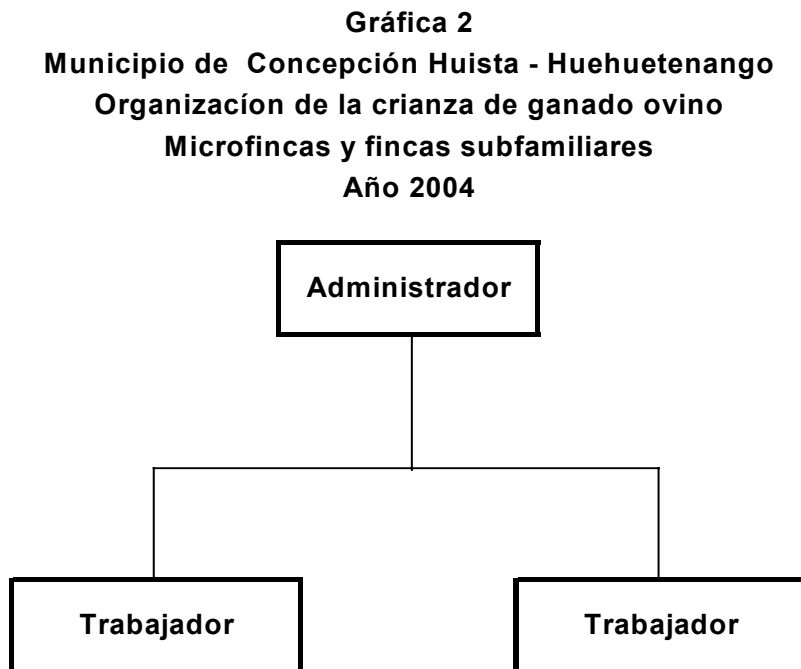 Gráfica 2
Municipio de Concepción Huista - Huehuetenango
Organizacíon de la crianza de ganado ovino
Microfincas y fincas subfamiliares
Año 2004
Administrador
Trabajador Trabajador